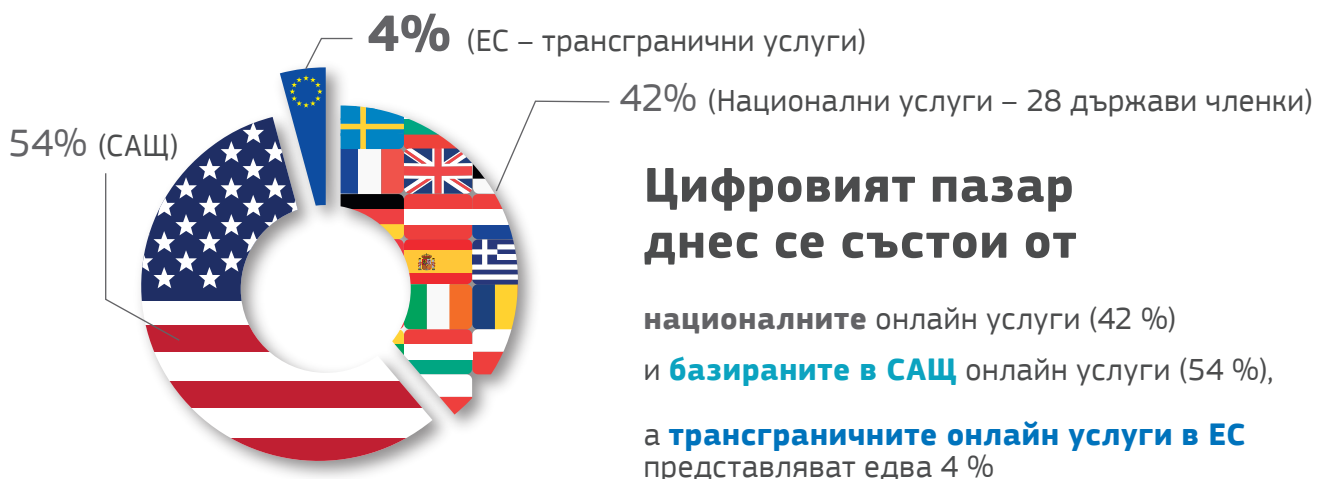 4% (ЕС – трансгранични услуги)
42% (Национални услуги – 28 държави членки)
54% (САЩ)
Цифровият пазар
днес се състои от
националните онлайн услуги (42 %)
и базираните в САЩ онлайн услуги (54 %),
а трансграничните онлайн услуги в ЕС
представляват едва 4 %